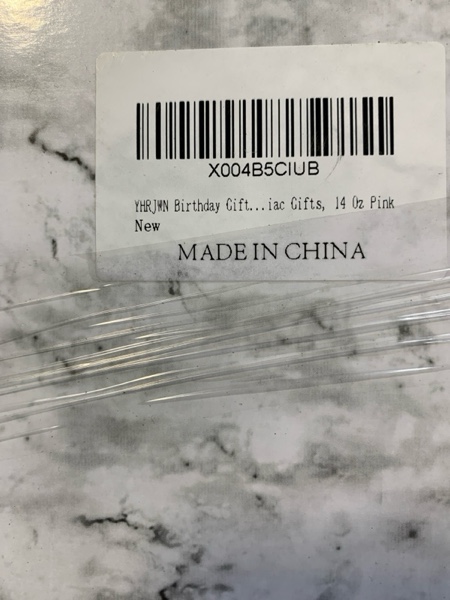 X004B5CIUB
YHRJWN Birthday Gift...iac Gifts, 14 Oz Pink
New
MADE IN CHINA